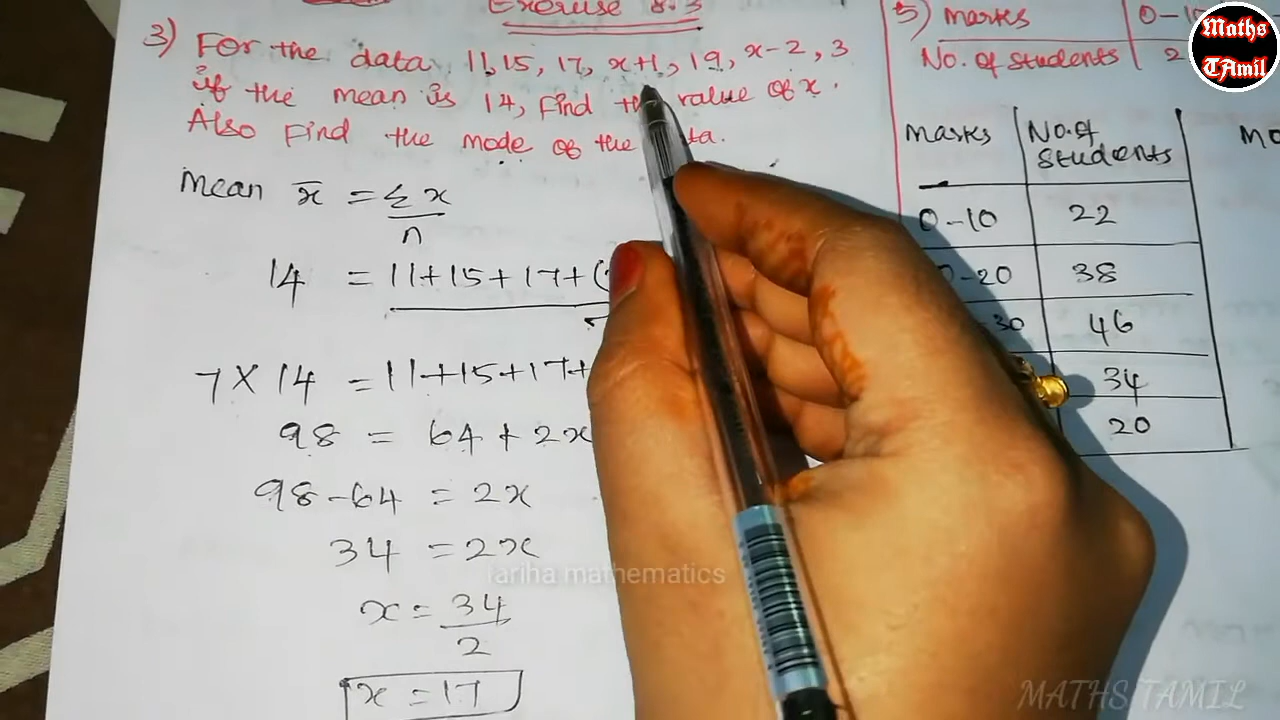 Exercise 8.3
3) For the data 11, 15, 17, x+1, 19, x-2, 3
if the mean is 14, find the value of x.
Also find the mode of the data.
Mean x̄ = Σx
n
14 = 11+15+17+(
7 × 14 = 11+15+17+
98 = 64 + 2x
98-64 = 2x
34 = 2x
x = 34
2
x = 17
5) marks 0-10
No. of students 2
marks No. of students
0-10 22
0-20 38
-30 46
34
20
Mo
Maths
TAmil
fariha mathematics
MATHS TAMIL